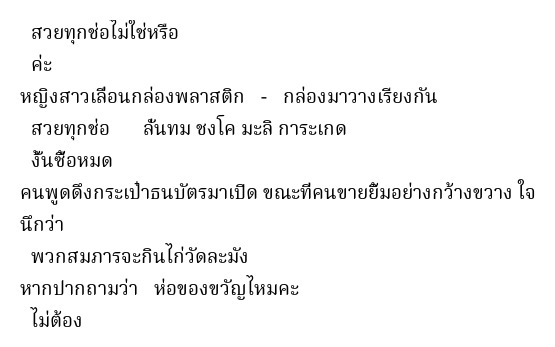 สวยทุกช่อไม่ใช่หรือ
ค่ะ
หญิงสาวเลือนกล่องพลาสติก - กล่องมาวางเรียงกัน
สวยทุกช่อ ลั่นทม ชงโค มะลิ การะเกด
งั้นซื้อหมด
คนพูดดึงกระเป๋าธนบัตรมาเปิด ขณะที่คนขายยิ้มอย่างกว้างขวาง ใจ
นึกว่า
พวกสมภารจะกินไก่วัดละมัง
หากปากถามว่า ห่อของขวัญไหมคะ
ไม่ต้อง